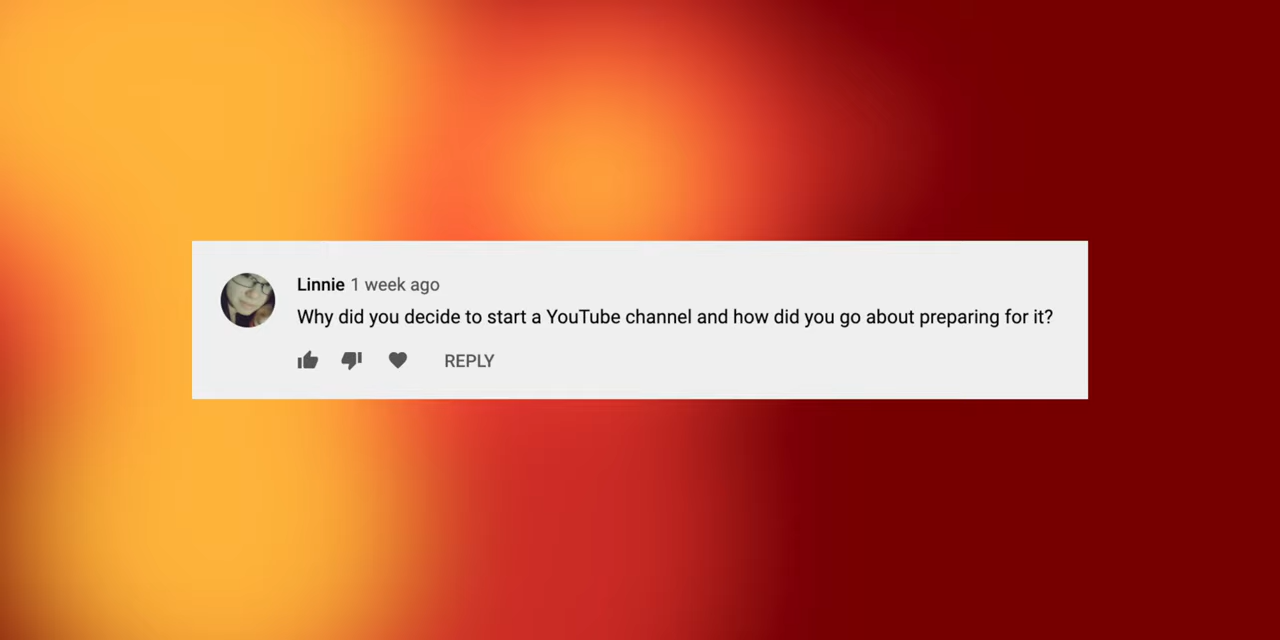 Linnie 1 week ago
Why did you decide to start a YouTube channel and how did you go about preparing for it?
REPLY